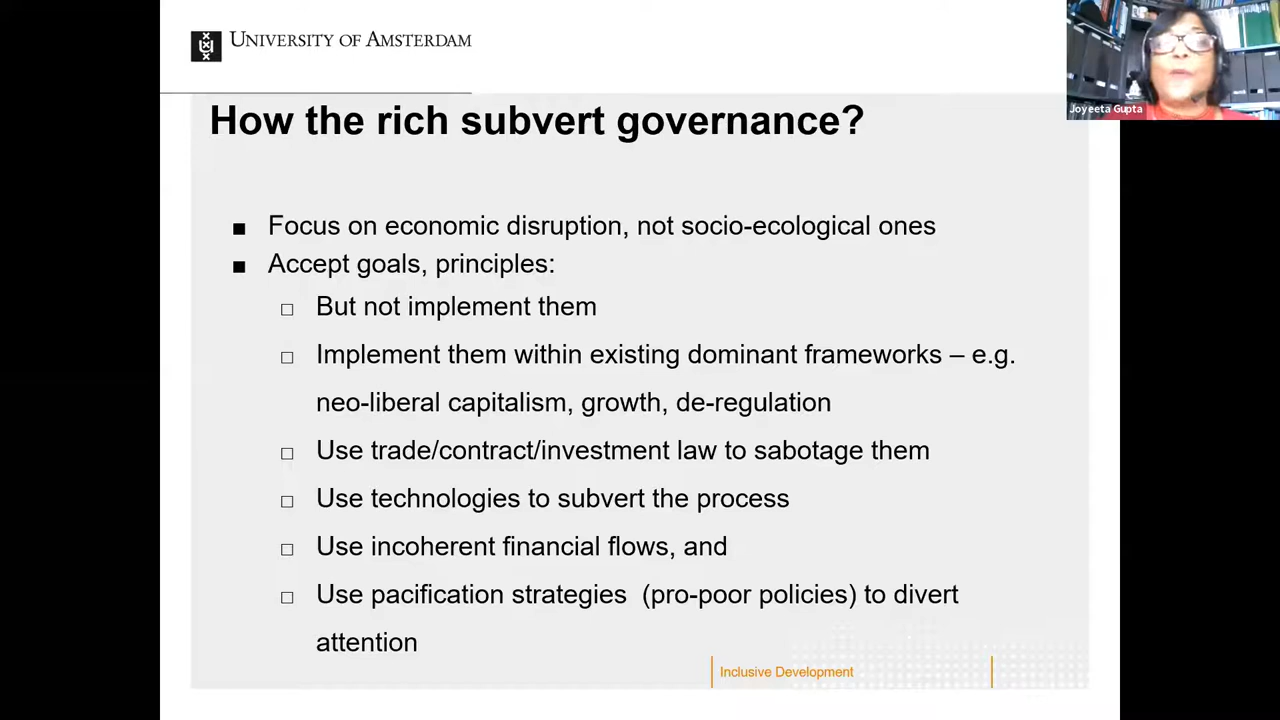 UNIVERSITY OF AMSTERDAM
Joyeeta Gupta
How the rich subvert governance?
■ Focus on economic disruption, not socio-ecological ones
■ Accept goals, principles:
□ But not implement them
□ Implement them within existing dominant frameworks – e.g.
neo-liberal capitalism, growth, de-regulation
□ Use trade/contract/investment law to sabotage them
□ Use technologies to subvert the process
□ Use incoherent financial flows, and
□ Use pacification strategies (pro-poor policies) to divert
attention
Inclusive Development